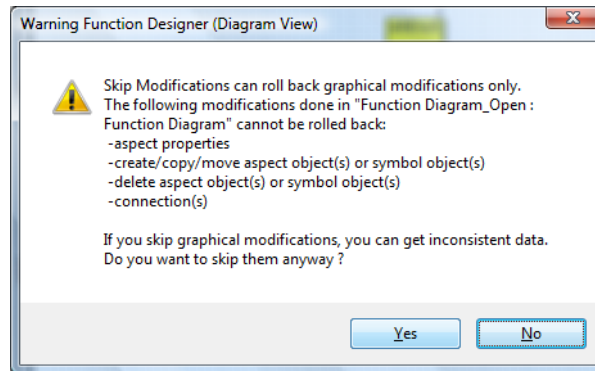 Warning Function Designer (Diagram View)
Skip Modifications can roll back graphical modifications only.
The following modifications done in "Function Diagram_Open :
Function Diagram" cannot be rolled back:
-aspect properties
-create/copy/move aspect object(s) or symbol object(s)
-delete aspect object(s) or symbol object(s)
-connection(s)
If you skip graphical modifications, you can get inconsistent data.
Do you want to skip them anyway ?
Yes
No